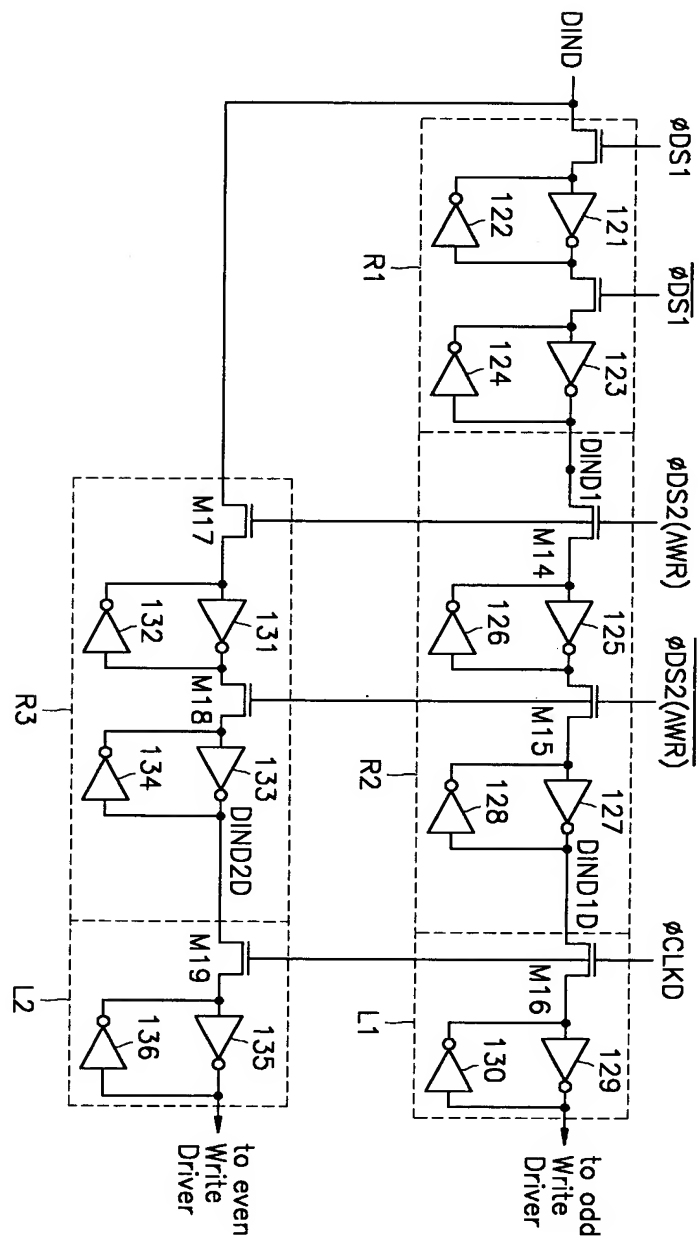 DIND
øDS1
121
122
R1
øDS1
123
124
DIND1
øDS2(ΛWR)
M14
125
126
øDS2(ΛWR)
M15
R2
127
128
DIND1D
øCLKD
M16
L1
129
130
to odd
Write
Driver
M17
131
132
M18
R3
133
134
DIND2D
M19
L2
135
136
to even
Write
Driver